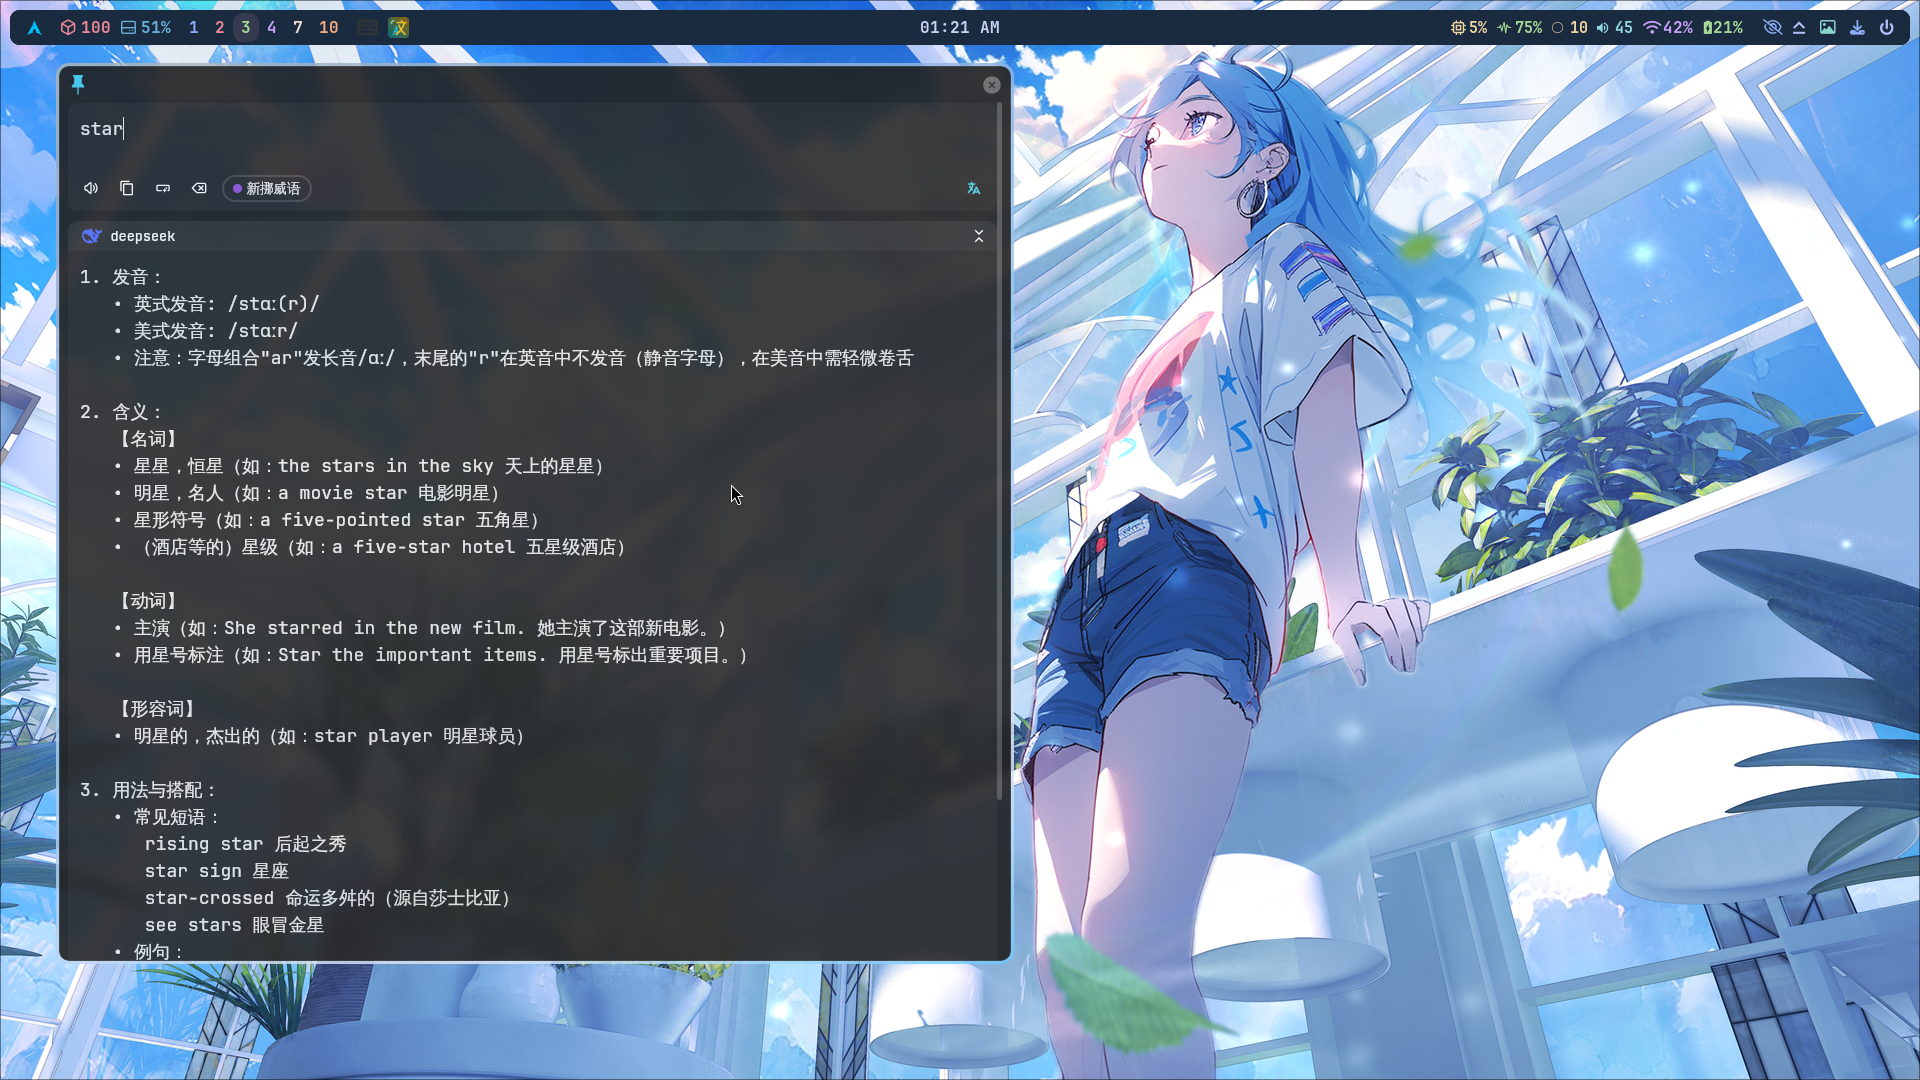 100 51% 1 2 3 4 7 10 文 01:21 AM 5% 75% 10 45 42% 21%
star
新挪威语
deepseek
1. 发音：
• 英式发音: /stɑː(r)/
• 美式发音: /stɑːr/
• 注意：字母组合"ar"发长音/ɑː/，末尾的"r"在英音中不发音（静音字母），在美音中需轻微卷舌
2. 含义：
【名词】
• 星星，恒星（如：the stars in the sky 天上的星星）
• 明星，名人（如：a movie star 电影明星）
• 星形符号（如：a five-pointed star 五角星）
• （酒店等的）星级（如：a five-star hotel 五星级酒店）
【动词】
• 主演（如：She starred in the new film. 她主演了这部新电影。）
• 用星号标注（如：Star the important items. 用星号标出重要项目。）
【形容词】
• 明星的，杰出的（如：star player 明星球员）
3. 用法与搭配：
• 常见短语：
rising star 后起之秀
star sign 星座
star-crossed 命运多舛的（源自莎士比亚）
see stars 眼冒金星
• 例句：